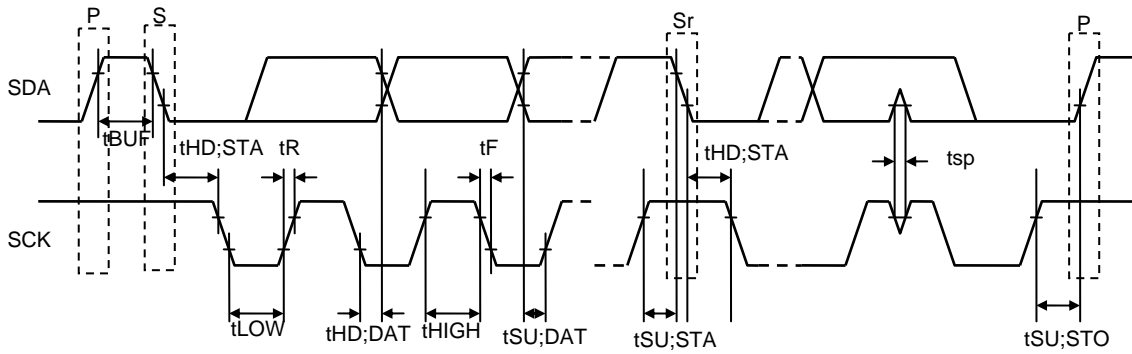 P S Sr P
SDA
tBUF
tHD;STA tR tF tHD;STA tsp
SCK
tLOW tHD;DAT tHIGH tSU;DAT tSU;STA tSU;STO